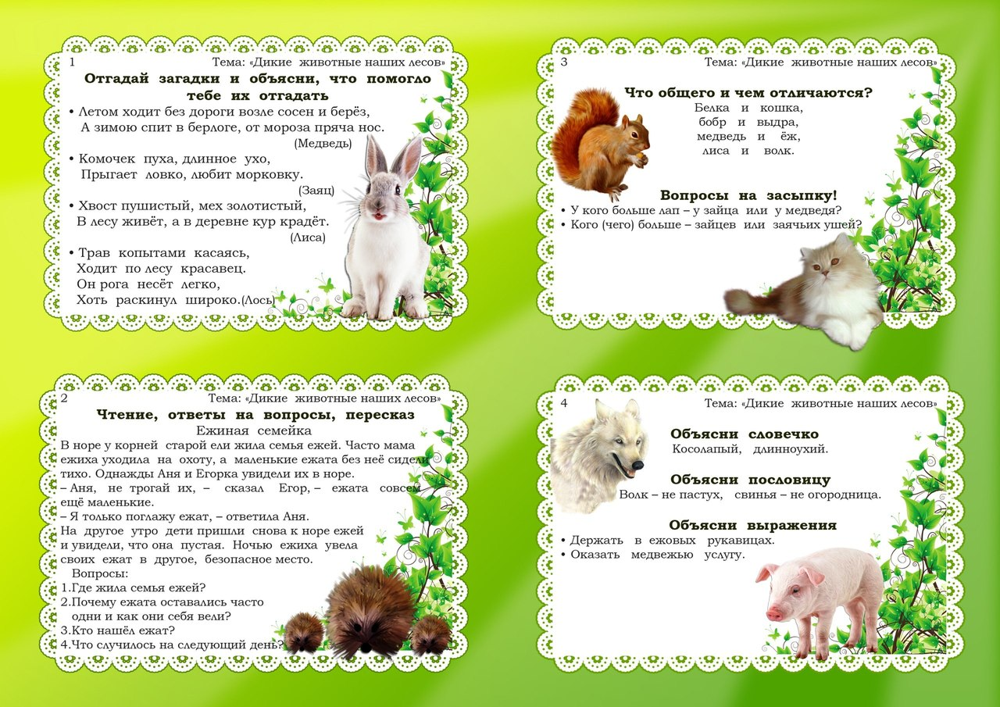 1 Тема: «Дикие животные наших лесов»
Отгадай загадки и объясни, что помогло
тебе их отгадать
• Летом ходит без дороги возле сосен и берёз,
А зимою спит в берлоге, от мороза пряча нос.
(Медведь)
• Комочек пуха, длинное ухо,
Прыгает ловко, любит морковку.
(Заяц)
• Хвост пушистый, мех золотистый,
В лесу живёт, а в деревне кур крадёт.
(Лиса)
• Трав копытами касаясь,
Ходит по лесу красавец.
Он рога несёт легко,
Хоть раскинул широко.(Лось)
2 Тема: «Дикие животные наших лесов»
Чтение, ответы на вопросы, пересказ
Ежиная семейка
В норе у корней старой ели жила семья ежей. Часто мама
ежиха уходила на охоту, а маленькие ежата без неё сидели
тихо. Однажды Аня и Егорка увидели их в норе.
– Аня, не трогай их, – сказал Егор, – ежата совсем
ещё маленькие.
– Я только поглажу ежат, – ответила Аня.
На другое утро дети пришли снова к норе ежей
и увидели, что она пустая. Ночью ежиха увела
своих ежат в другое, безопасное место.
Вопросы:
1.Где жила семья ежей?
2.Почему ежата оставались часто
одни и как они себя вели?
3.Кто нашёл ежат?
4.Что случилось на следующий день?
3 Тема: «Дикие животные наших лесов»
Что общего и чем отличаются?
Белка и кошка,
бобр и выдра,
медведь и ёж,
лиса и волк.
Вопросы на засыпку!
• У кого больше лап – у зайца или у медведя?
• Кого (чего) больше – зайцев или заячьих ушей?
4 Тема: «Дикие животные наших лесов»
Объясни словечко
Косолапый, длинноухий.
Объясни пословицу
Волк – не пастух, свинья – не огородница.
Объясни выражения
• Держать в ежовых рукавицах.
• Оказать медвежью услугу.